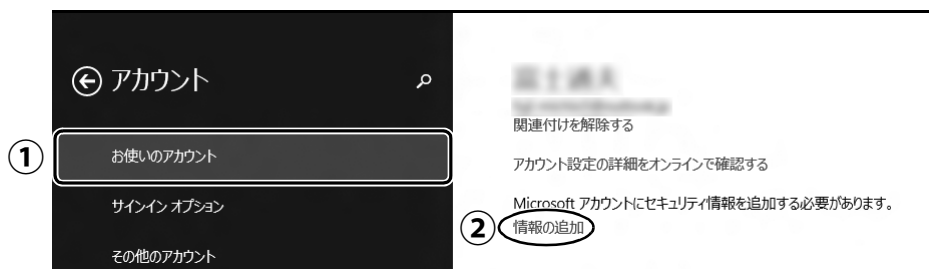 アカウント
①
お使いのアカウント
サインイン オプション
その他のアカウント
関連付けを解除する
アカウント設定の詳細をオンラインで確認する
Microsoft アカウントにセキュリティ情報を追加する必要があります。
②
情報の追加